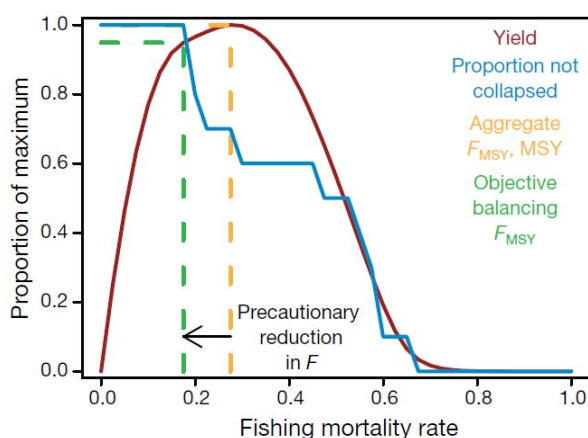 1.0
0.8
0.6
0.4
0.2
0.0
Proportion of maximum
Yield
Proportion not
collapsed
Aggregate
FMSY, MSY
Objective
balancing
FMSY
Precautionary
reduction
in F
0.0 0.2 0.4 0.6 0.8 1.0
Fishing mortality rate